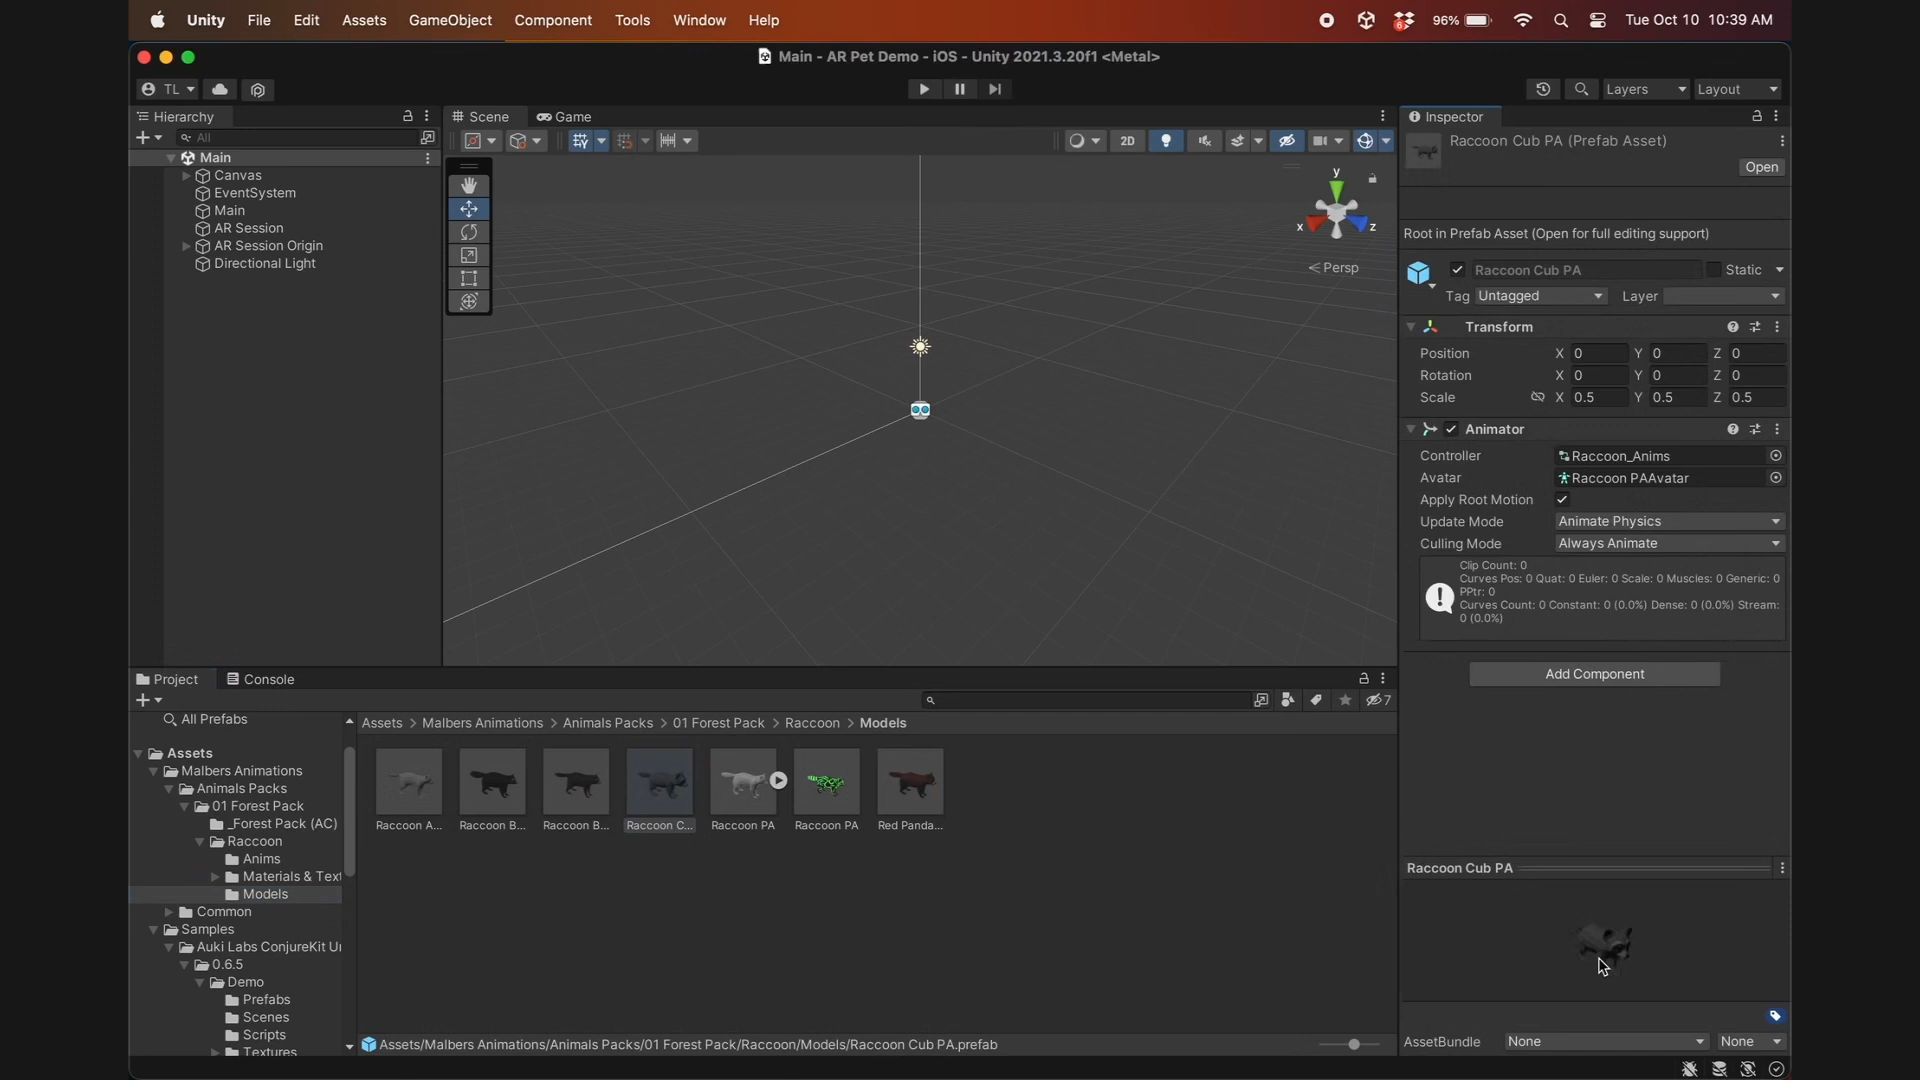 Unity File Edit Assets GameObject Component Tools Window Help 6 96% Tue Oct 10 10:39 AM
Main - AR Pet Demo - iOS - Unity 2021.3.20f1 <Metal>
TL Layers Layout
Hierarchy
All
Main
Canvas
EventSystem
Main
AR Session
AR Session Origin
Directional Light
Scene Game
2D
y
x z
Persp
Inspector
Raccoon Cub PA (Prefab Asset)
Open
Root in Prefab Asset (Open for full editing support)
Raccoon Cub PA Static
Tag Untagged Layer
Transform
Position X 0 Y 0 Z 0
Rotation X 0 Y 0 Z 0
Scale X 0.5 Y 0.5 Z 0.5
Animator
Controller Raccoon_Anims
Avatar Raccoon PAAvatar
Apply Root Motion
Update Mode Animate Physics
Culling Mode Always Animate
Clip Count: 0
Curves Pos: 0 Quat: 0 Euler: 0 Scale: 0 Muscles: 0 Generic: 0
PPtr: 0
Curves Count: 0 Constant: 0 (0.0%) Dense: 0 (0.0%) Stream:
0 (0.0%)
Add Component
Project Console
7
All Prefabs
Assets
Malbers Animations
Animals Packs
01 Forest Pack
_Forest Pack (AC)
Raccoon
Anims
Materials & Text
Models
Common
Samples
Auki Labs ConjureKit Un
0.6.5
Demo
Prefabs
Scenes
Scripts
Textures
Assets > Malbers Animations > Animals Packs > 01 Forest Pack > Raccoon > Models
Raccoon A... Raccoon B... Raccoon B... Raccoon C... Raccoon PA Raccoon PA Red Panda...
Assets/Malbers Animations/Animals Packs/01 Forest Pack/Raccoon/Models/Raccoon Cub PA.prefab
Raccoon Cub PA
AssetBundle None None